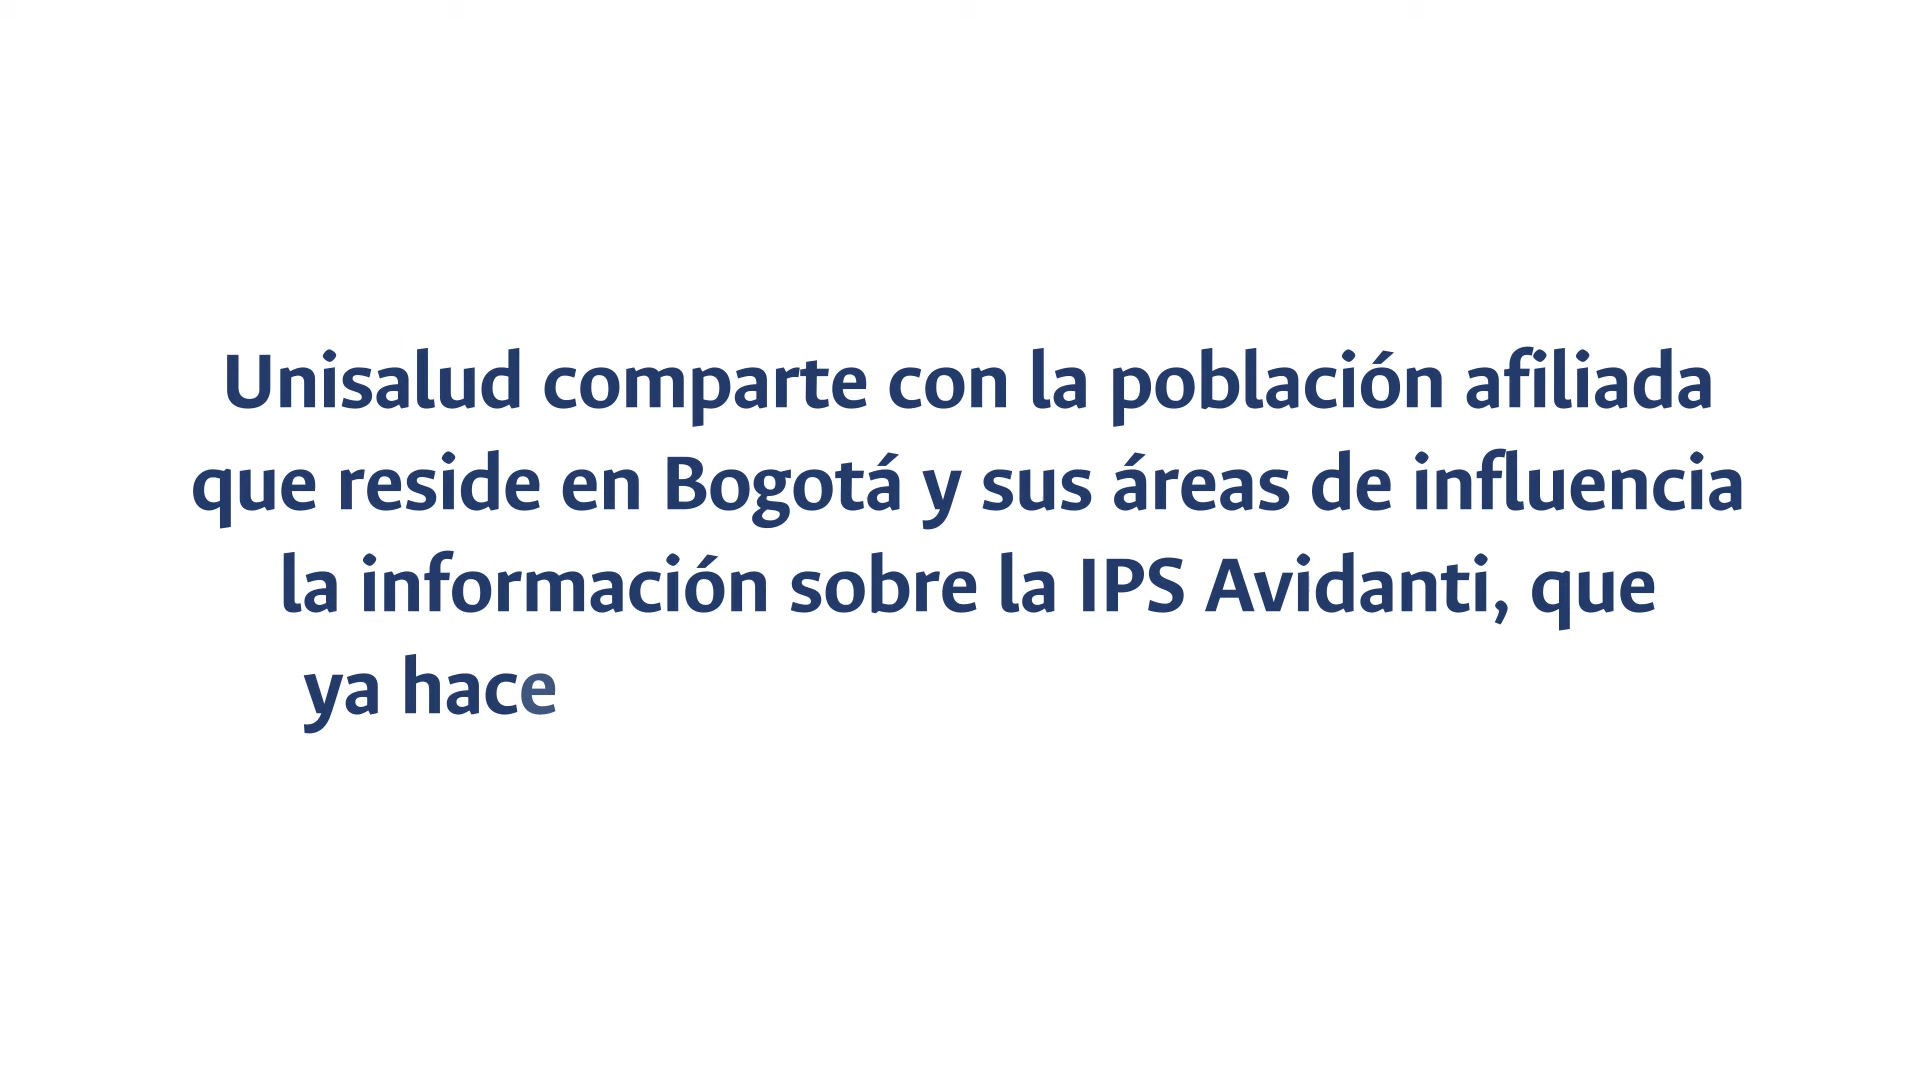 Unisalud comparte con la población afiliada
que reside en Bogotá y sus áreas de influencia
la información sobre la IPS Avidanti, que
ya hace